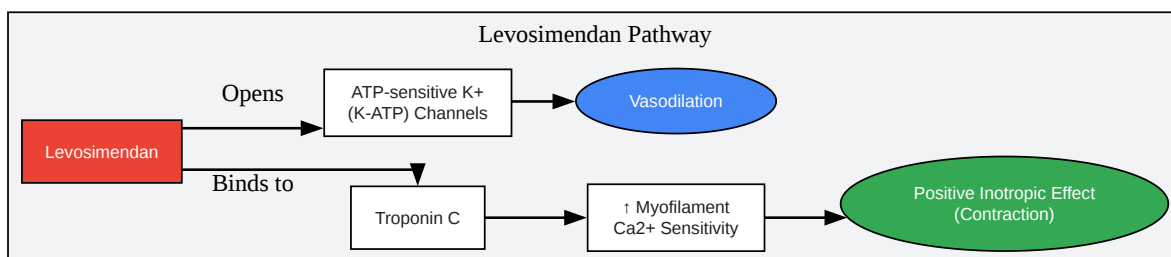 Levosimendan Pathway
Opens
ATP-sensitive K+
(K-ATP) Channels
Vasodilation
Levosimendan
Binds to
Troponin C
↑ Myofilament
Ca2+ Sensitivity
Positive Inotropic Effect
(Contraction)